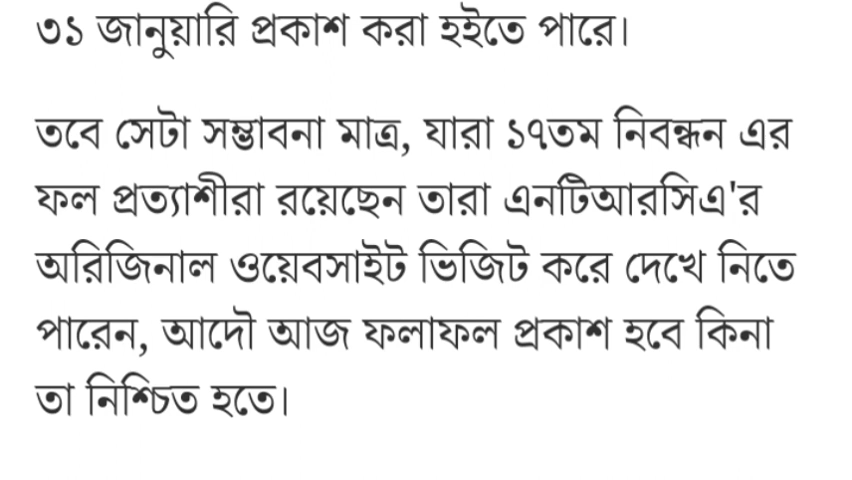 ৩১ জানুয়ারি প্রকাশ করা হইতে পারে।
তবে সেটা সম্ভাবনা মাত্র, যারা ১৭তম নিবন্ধন এর
ফল প্রত্যাশীরা রয়েছেন তারা এনটিআরসিএ'র
অরিজিনাল ওয়েবসাইট ভিজিট করে দেখে নিতে
পারেন, আদৌ আজ ফলাফল প্রকাশ হবে কিনা
তা নিশ্চিত হতে।